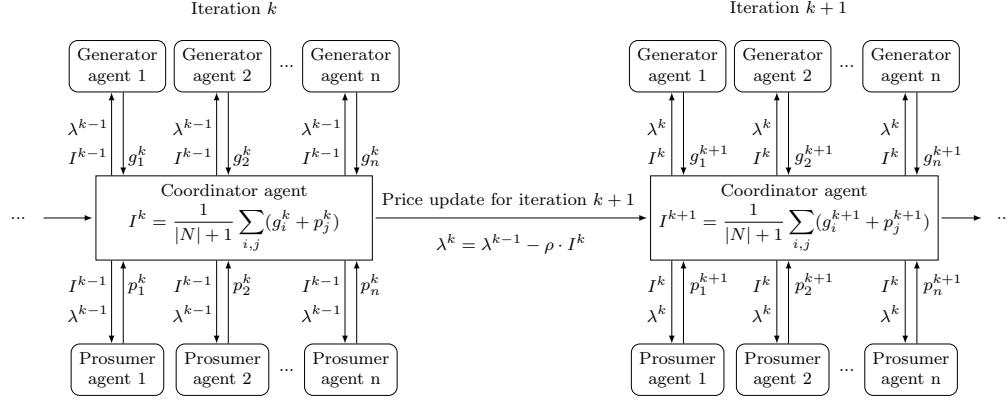 Iteration k
Iteration k + 1
Generator agent 1
Generator agent 2
...
Generator agent n
Generator agent 1
Generator agent 2
...
Generator agent n
λ^{k−1}
λ^{k−1}
λ^{k−1}
λ^k
λ^k
λ^k
I^{k−1}
g_1^k
I^{k−1}
g_2^k
I^{k−1}
g_n^k
I^k
g_1^{k+1}
I^k
g_2^{k+1}
I^k
g_n^{k+1}
...
Coordinator agent
I^k = \frac{1}{|N| + 1} \sum_{i,j} (g_i^k + p_j^k)
Price update for iteration k + 1
λ^k = λ^{k−1} − ρ · I^k
Coordinator agent
I^{k+1} = \frac{1}{|N| + 1} \sum_{i,j} (g_i^{k+1} + p_j^{k+1})
...
I^{k−1}
p_1^k
I^{k−1}
p_2^k
I^{k−1}
p_n^k
I^k
p_1^{k+1}
I^k
p_2^{k+1}
I^k
p_n^{k+1}
λ^{k−1}
λ^{k−1}
λ^{k−1}
λ^k
λ^k
λ^k
Prosumer agent 1
Prosumer agent 2
...
Prosumer agent n
Prosumer agent 1
Prosumer agent 2
...
Prosumer agent n